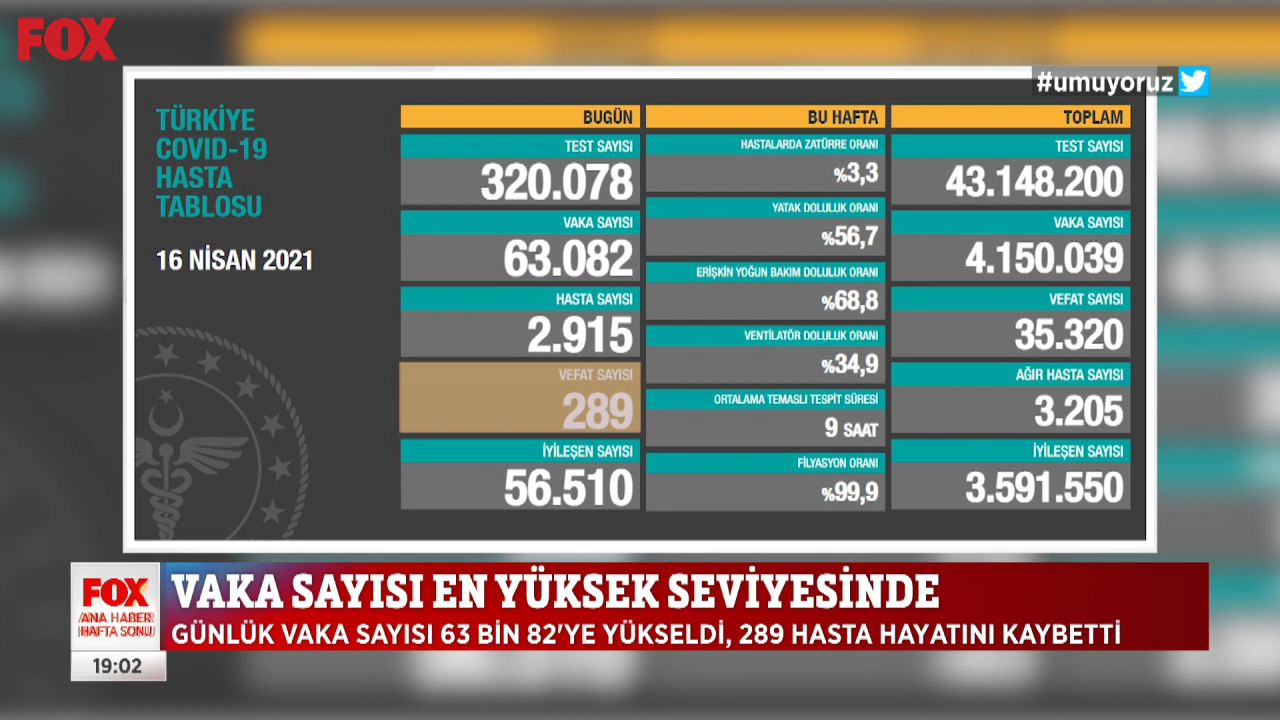 FOX
#umuyoruz
TÜRKİYE
COVID-19
HASTA
TABLOSU
16 NİSAN 2021
BUGÜN
TEST SAYISI
320.078
VAKA SAYISI
63.082
HASTA SAYISI
2.915
VEFAT SAYISI
289
İYİLEŞEN SAYISI
56.510
BU HAFTA
HASTALARDA ZATÜRRE ORANI
%3,3
YATAK DOLULUK ORANI
%56,7
ERİŞKİN YOĞUN BAKIM DOLULUK ORANI
%68,8
VENTİLATÖR DOLULUK ORANI
%34,9
ORTALAMA TEMASLI TESPİT SÜRESİ
9 SAAT
FİLYASYON ORANI
%99,9
TOPLAM
TEST SAYISI
43.148.200
VAKA SAYISI
4.150.039
VEFAT SAYISI
35.320
AĞIR HASTA SAYISI
3.205
İYİLEŞEN SAYISI
3.591.550
FOX
ANA HABER
HAFTA SONU
19:02
VAKA SAYISI EN YÜKSEK SEVİYESİNDE
GÜNLÜK VAKA SAYISI 63 BİN 82'YE YÜKSELDİ, 289 HASTA HAYATINI KAYBETTİ